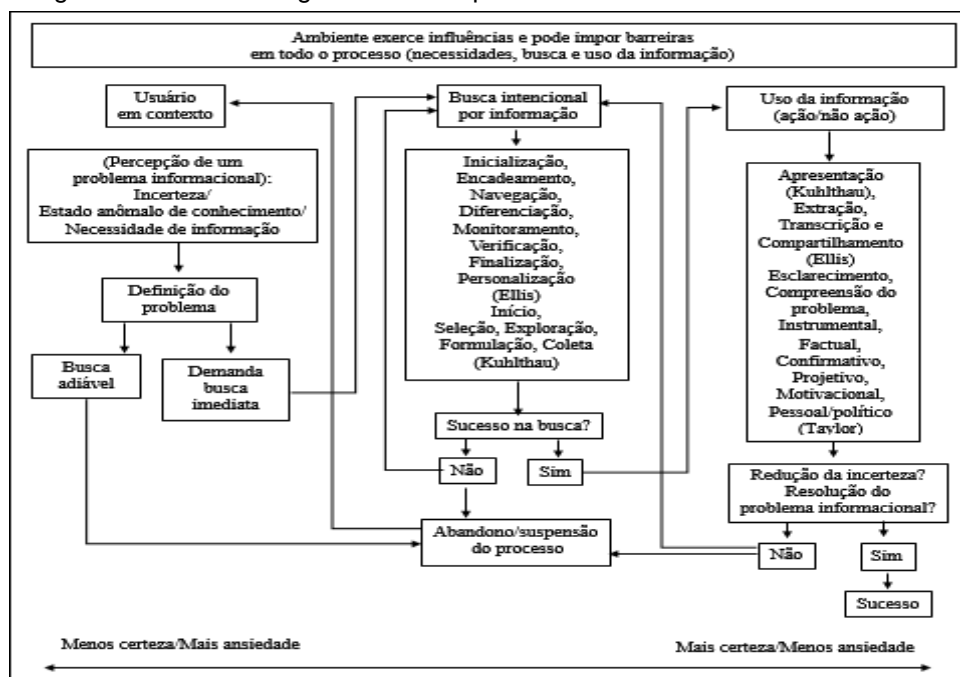 Ambiente exerce influências e pode impor barreiras
em todo o processo (necessidades, busca e uso da informação)
Usuário
em contexto
(Percepção de um
problema informacional):
Incerteza/
Estado anômalo de conhecimento/
Necessidade de informação
Definição do
problema
Busca
adiável
Demanda
busca
imediata
Busca intencional
por informação
Inicialização,
Encadeamento,
Navegação,
Diferenciação,
Monitoramento,
Verificação,
Finalização,
Personalização
(Ellis)
Início,
Seleção, Exploração,
Formulação, Coleta
(Kuhlthau)
Sucesso na busca?
Não
Sim
Abandono/suspensão
do processo
Uso da informação
(ação/não ação)
Apresentação
(Kuhlthau),
Extração,
Transcrição e
Compartilhamento
(Ellis)
Esclarecimento,
Compreensão do
problema,
Instrumental,
Factual,
Confirmativo,
Projetivo,
Motivacional,
Pessoal/político
(Taylor)
Redução da incerteza?
Resolução do
problema informacional?
Não
Sim
Sucesso
Menos certeza/Mais ansiedade
Mais certeza/Menos ansiedade